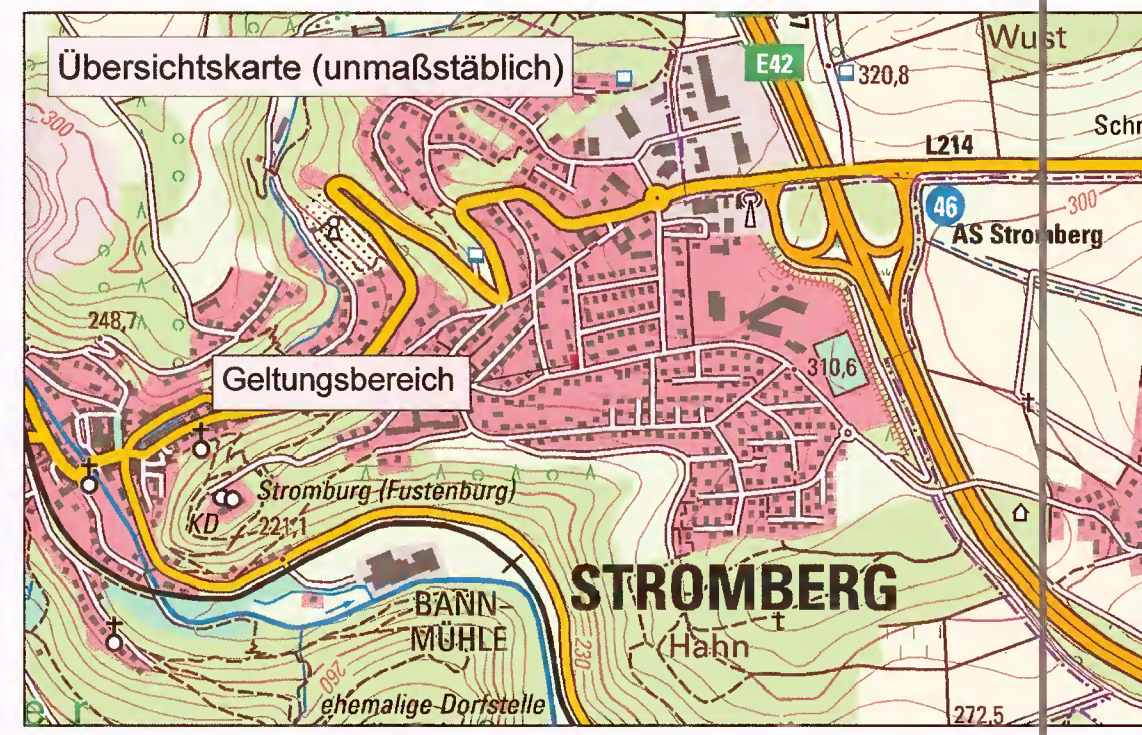 Übersichtskarte (unmaßstäblich)
E42
Wust
320,8
Schr
L214
300
46
300
AS Stromberg
248,7
310,6
Geltungsbereich
Stromburg (Fustenburg)
KD
221,1
STROMBERG
BANN-
MÜHLE
Hahn
230
260
ehemalige Dorfstelle
272,5
e r